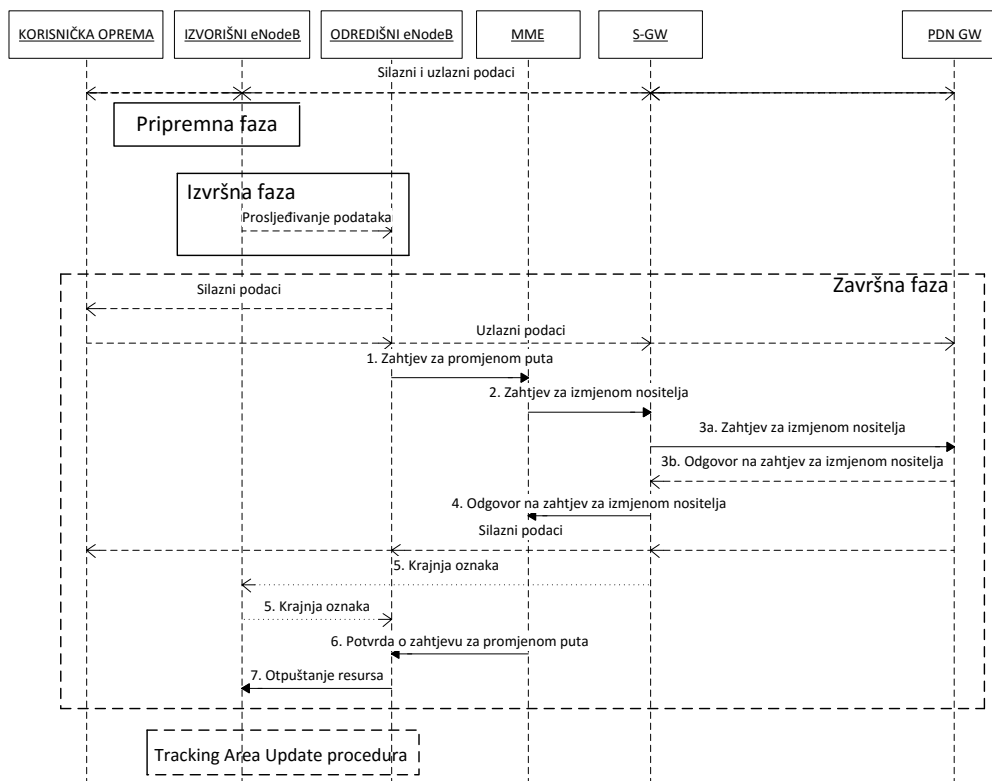 KORISNIČKA OPREMA
IZVORIŠNI eNodeB
ODREDIŠNI eNodeB
MME
S-GW
PDN GW
Silazni i uzlazni podaci
Pripremna faza
Izvršna faza
Prosljeđivanje podataka
Završna faza
Silazni podaci
Uzlazni podaci
1. Zahtjev za promjenom puta
2. Zahtjev za izmjenom nositelja
3a. Zahtjev za izmjenom nositelja
3b. Odgovor na zahtjev za izmjenom nositelja
4. Odgovor na zahtjev za izmjenom nositelja
Silazni podaci
5. Krajnja oznaka
5. Krajnja oznaka
6. Potvrda o zahtjevu za promjenom puta
7. Otpuštanje resursa
Tracking Area Update procedura